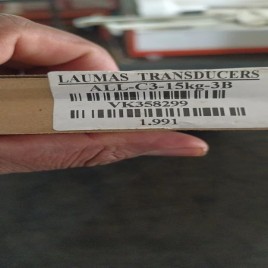 LAUMAS TRANSDUCERS
ALL-C3-15kg-3B
VK358299
1.991